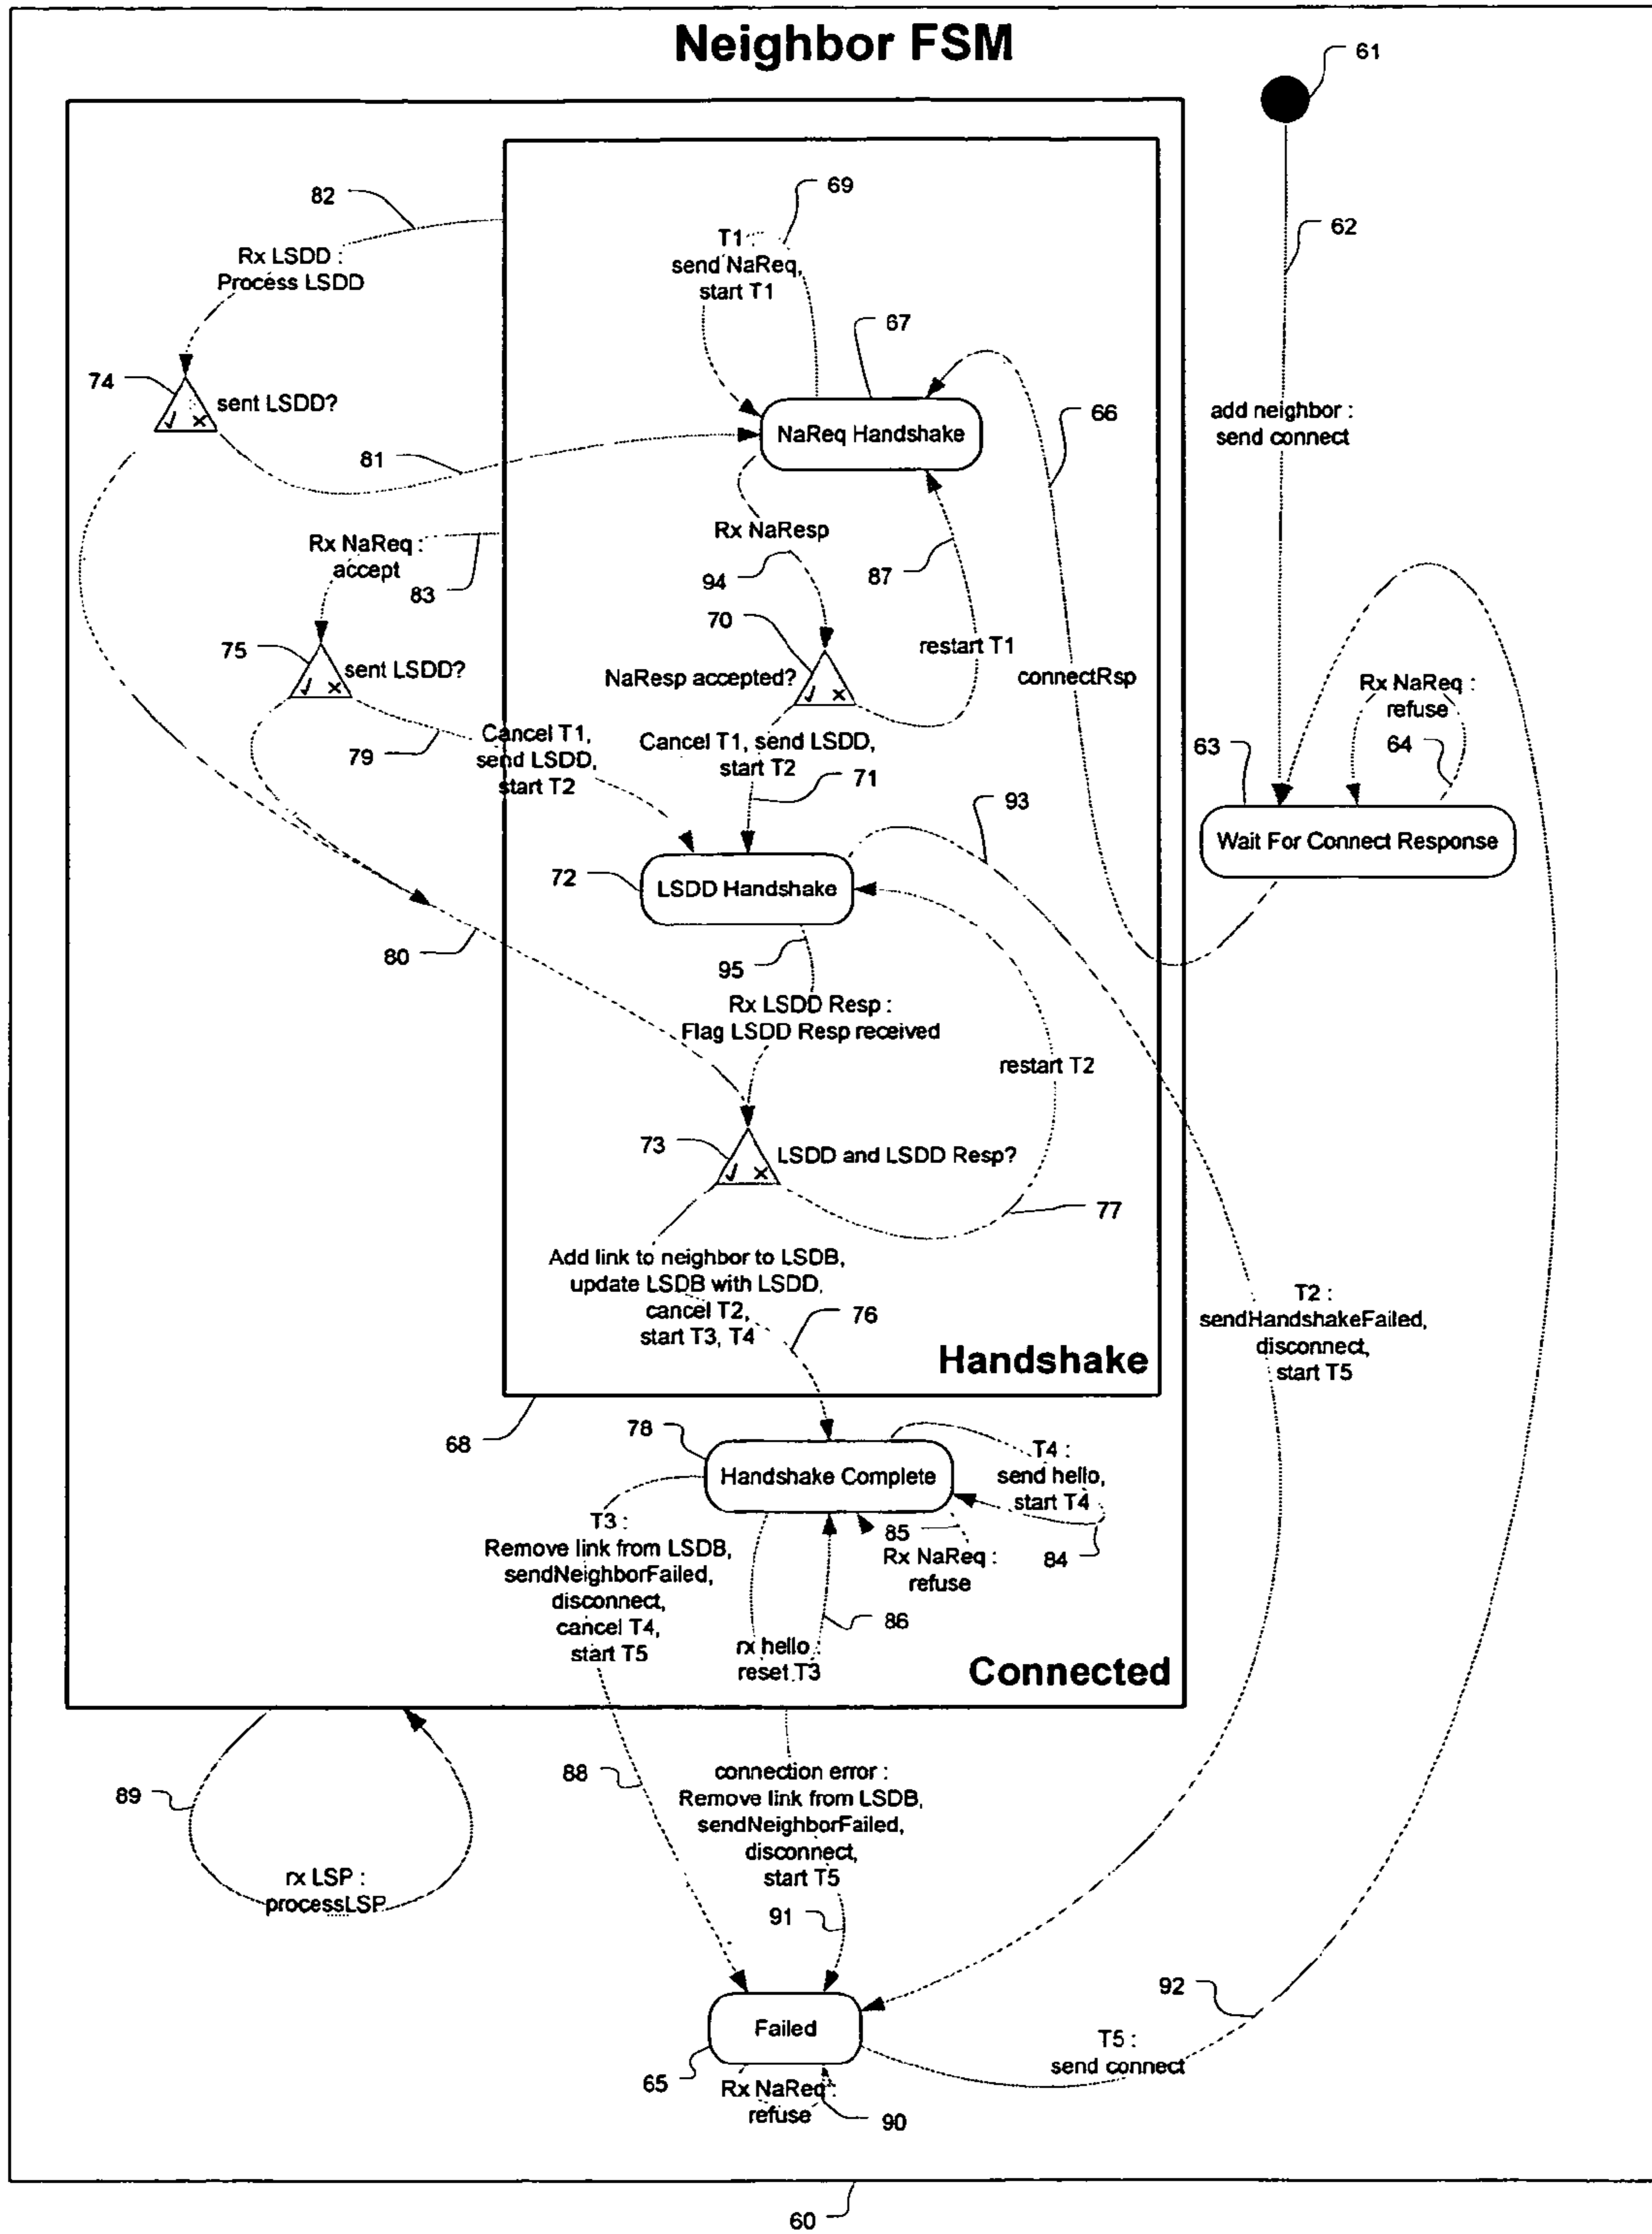 Neighbor FSM
61
82
69
62
Rx LSDD :
Process LSDD
T1 :
send NaReq,
start T1
67
74
sent LSDD?
66
add neighbor :
send connect
NaReq Handshake
81
Rx NaReq :
accept
83
Rx NaResp
94
87
70
75
sent LSDD?
NaResp accepted?
restart T1
connectRsp
Rx NaReq :
refuse
64
63
79
Cancel T1,
send LSDD,
start T2
Cancel T1, send LSDD,
start T2
71
93
Wait For Connect Response
72
LSDD Handshake
80
95
Rx LSDD Resp :
Flag LSDD Resp received
restart T2
73
LSDD and LSDD Resp?
77
Add link to neighbor to LSDB,
update LSDB with LSDD,
cancel T2,
start T3, T4
76
T2 :
sendHandshakeFailed,
disconnect,
start T5
Handshake
68
78
Handshake Complete
T4 :
send hello,
start T4
T3 :
Remove link from LSDB,
sendNeighborFailed,
disconnect,
cancel T4,
start T5
85
Rx NaReq :
refuse
84
86
rx hello
reset T3
Connected
88
89
connection error :
Remove link from LSDB,
sendNeighborFailed,
disconnect,
start T5
rx LSP :
processLSP
91
92
Failed
T5 :
send connect
65
Rx NaReq :
refuse
90
60